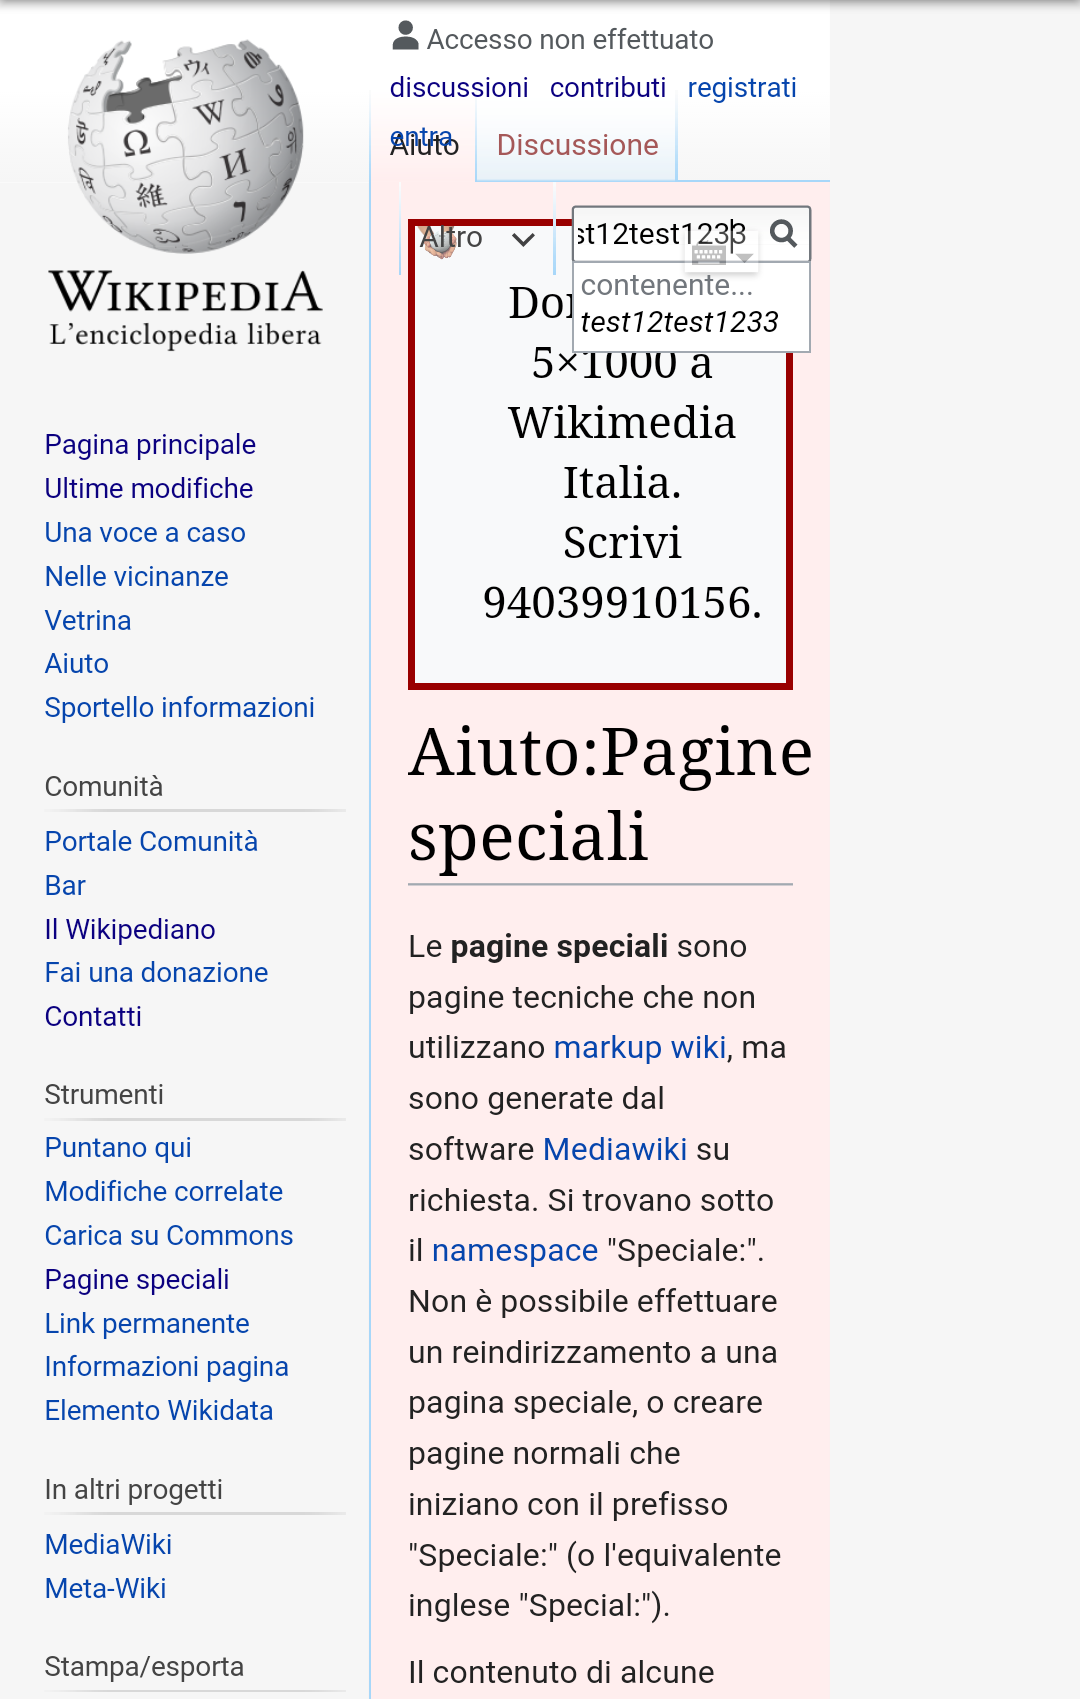 WIKIPEDIA
L'enciclopedia libera
Accesso non effettuato
discussioni contributi registrati
entra
Aiuto
Discussione
Altro
st12test1233
contenente...
test12test1233
5×1000 a
Wikimedia
Italia.
Scrivi
94039910156.
Pagina principale
Ultime modifiche
Una voce a caso
Nelle vicinanze
Vetrina
Aiuto
Sportello informazioni
Comunità
Portale Comunità
Bar
Il Wikipediano
Fai una donazione
Contatti
Strumenti
Puntano qui
Modifiche correlate
Carica su Commons
Pagine speciali
Link permanente
Informazioni pagina
Elemento Wikidata
In altri progetti
MediaWiki
Meta-Wiki
Stampa/esporta
Aiuto:Pagine
speciali
Le pagine speciali sono
pagine tecniche che non
utilizzano markup wiki, ma
sono generate dal
software Mediawiki su
richiesta. Si trovano sotto
il namespace "Speciale:".
Non è possibile effettuare
un reindirizzamento a una
pagina speciale, o creare
pagine normali che
iniziano con il prefisso
"Speciale:" (o l'equivalente
inglese "Special:").
Il contenuto di alcune